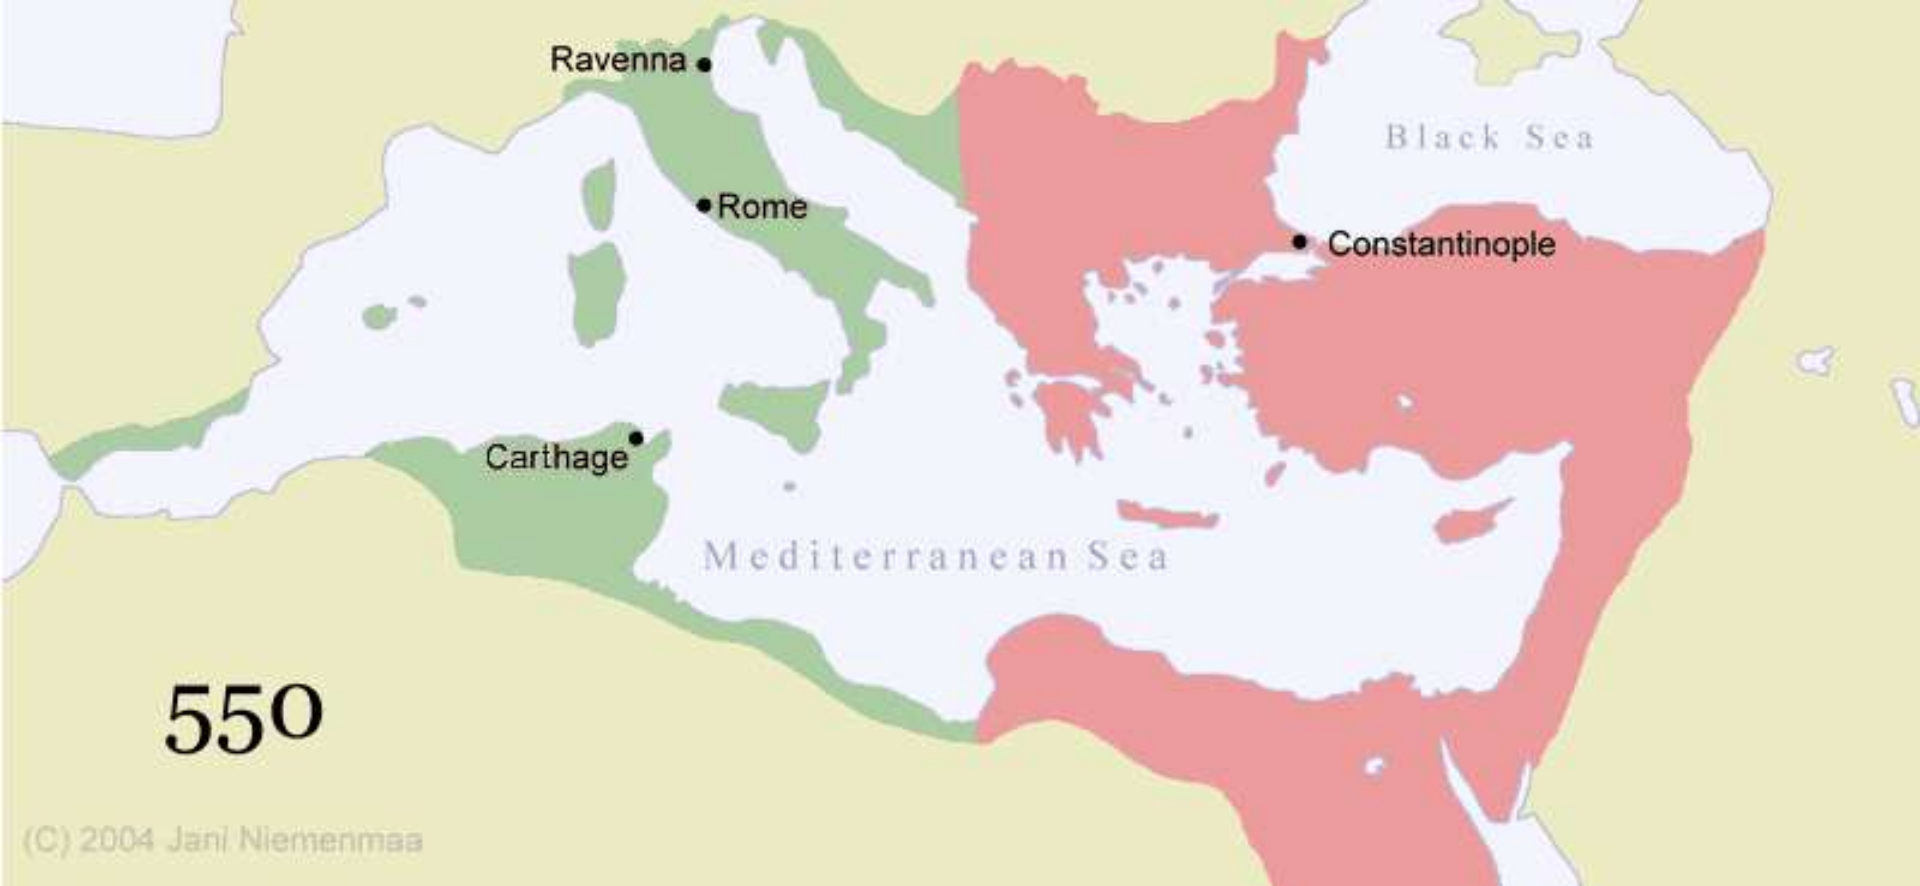 Ravenna
Black Sea
Rome
Constantinople
Carthage
Mediterranean Sea
550
(C) 2004 Jani Niemenmaa